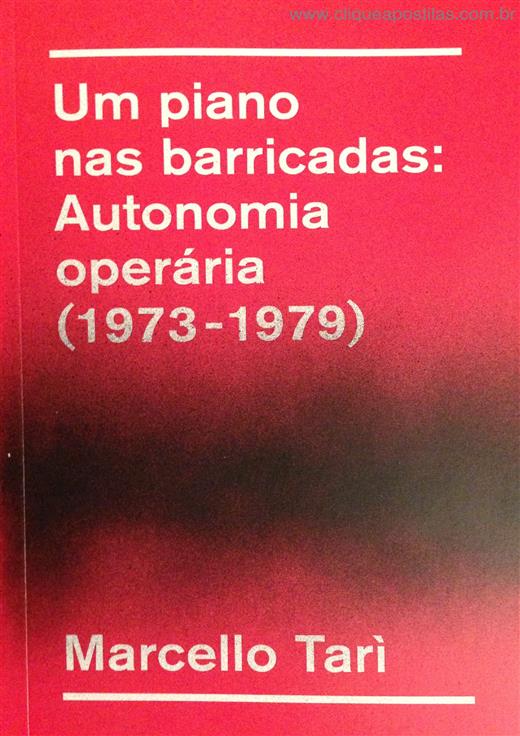 www.cliqueapostilas.com.br
Um piano
nas barricadas:
Autonomia
operária
(1973-1979)
Marcello Tarì